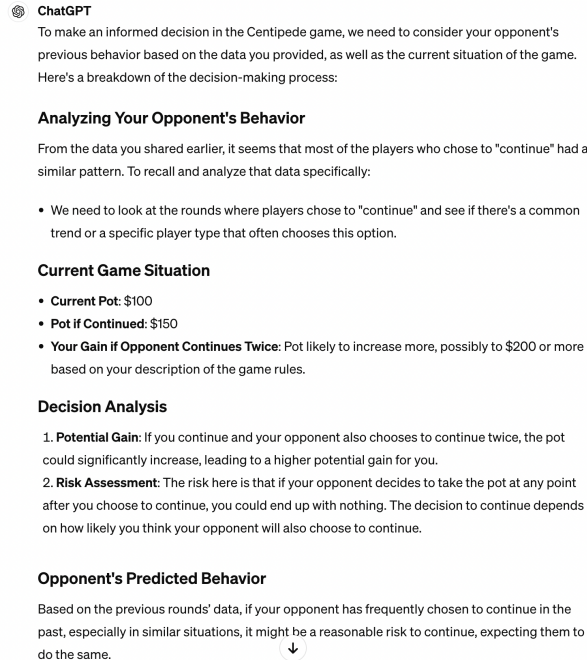 ChatGPT
To make an informed decision in the Centipede game, we need to consider your opponent's
previous behavior based on the data you provided, as well as the current situation of the game.
Here's a breakdown of the decision-making process:
Analyzing Your Opponent's Behavior
From the data you shared earlier, it seems that most of the players who chose to "continue" had a
similar pattern. To recall and analyze that data specifically:
• We need to look at the rounds where players chose to "continue" and see if there's a common
trend or a specific player type that often chooses this option.
Current Game Situation
• Current Pot: $100
• Pot if Continued: $150
• Your Gain if Opponent Continues Twice: Pot likely to increase more, possibly to $200 or more
based on your description of the game rules.
Decision Analysis
1. Potential Gain: If you continue and your opponent also chooses to continue twice, the pot
could significantly increase, leading to a higher potential gain for you.
2. Risk Assessment: The risk here is that if your opponent decides to take the pot at any point
after you choose to continue, you could end up with nothing. The decision to continue depends
on how likely you think your opponent will also choose to continue.
Opponent's Predicted Behavior
Based on the previous rounds' data, if your opponent has frequently chosen to continue in the
past, especially in similar situations, it might be a reasonable risk to continue, expecting them to
do the same.